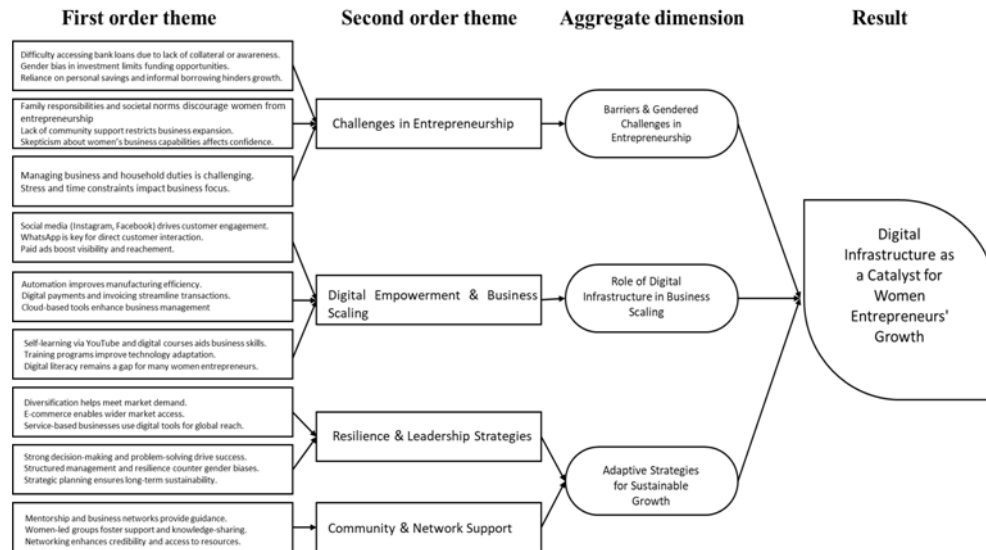 First order theme
Second order theme
Aggregate dimension
Result
Difficulty accessing bank loans due to lack of collateral or awareness.
Gender bias in investment limits funding opportunities.
Reliance on personal savings and informal borrowing hinders growth.
Family responsibilities and societal norms discourage women from
entrepreneurship
Lack of community support restricts business expansion.
Skepticism about women's business capabilities affects confidence.
Managing business and household duties is challenging.
Stress and time constraints impact business focus.
Social media (Instagram, Facebook) drives customer engagement.
WhatsApp is key for direct customer interaction.
Paid ads boost visibility and reachement.
Automation improves manufacturing efficiency.
Digital payments and invoicing streamline transactions.
Cloud-based tools enhance business management
Self-learning via YouTube and digital courses aids business skills.
Training programs improve technology adaptation.
Digital literacy remains a gap for many women entrepreneurs.
Diversification helps meet market demand.
E-commerce enables wider market access.
Service-based businesses use digital tools for global reach.
Strong decision-making and problem-solving drive success.
Structured management and resilience counter gender biases.
Strategic planning ensures long-term sustainability.
Mentorship and business networks provide guidance.
Women-led groups foster support and knowledge-sharing.
Networking enhances credibility and access to resources.
Challenges in Entrepreneurship
Digital Empowerment & Business
Scaling
Resilience & Leadership Strategies
Community & Network Support
Barriers & Gendered
Challenges in
Entrepreneurship
Role of Digital
Infrastructure in Business
Scaling
Adaptive Strategies
for Sustainable
Growth
Digital
Infrastructure as
a Catalyst for
Women
Entrepreneurs'
Growth